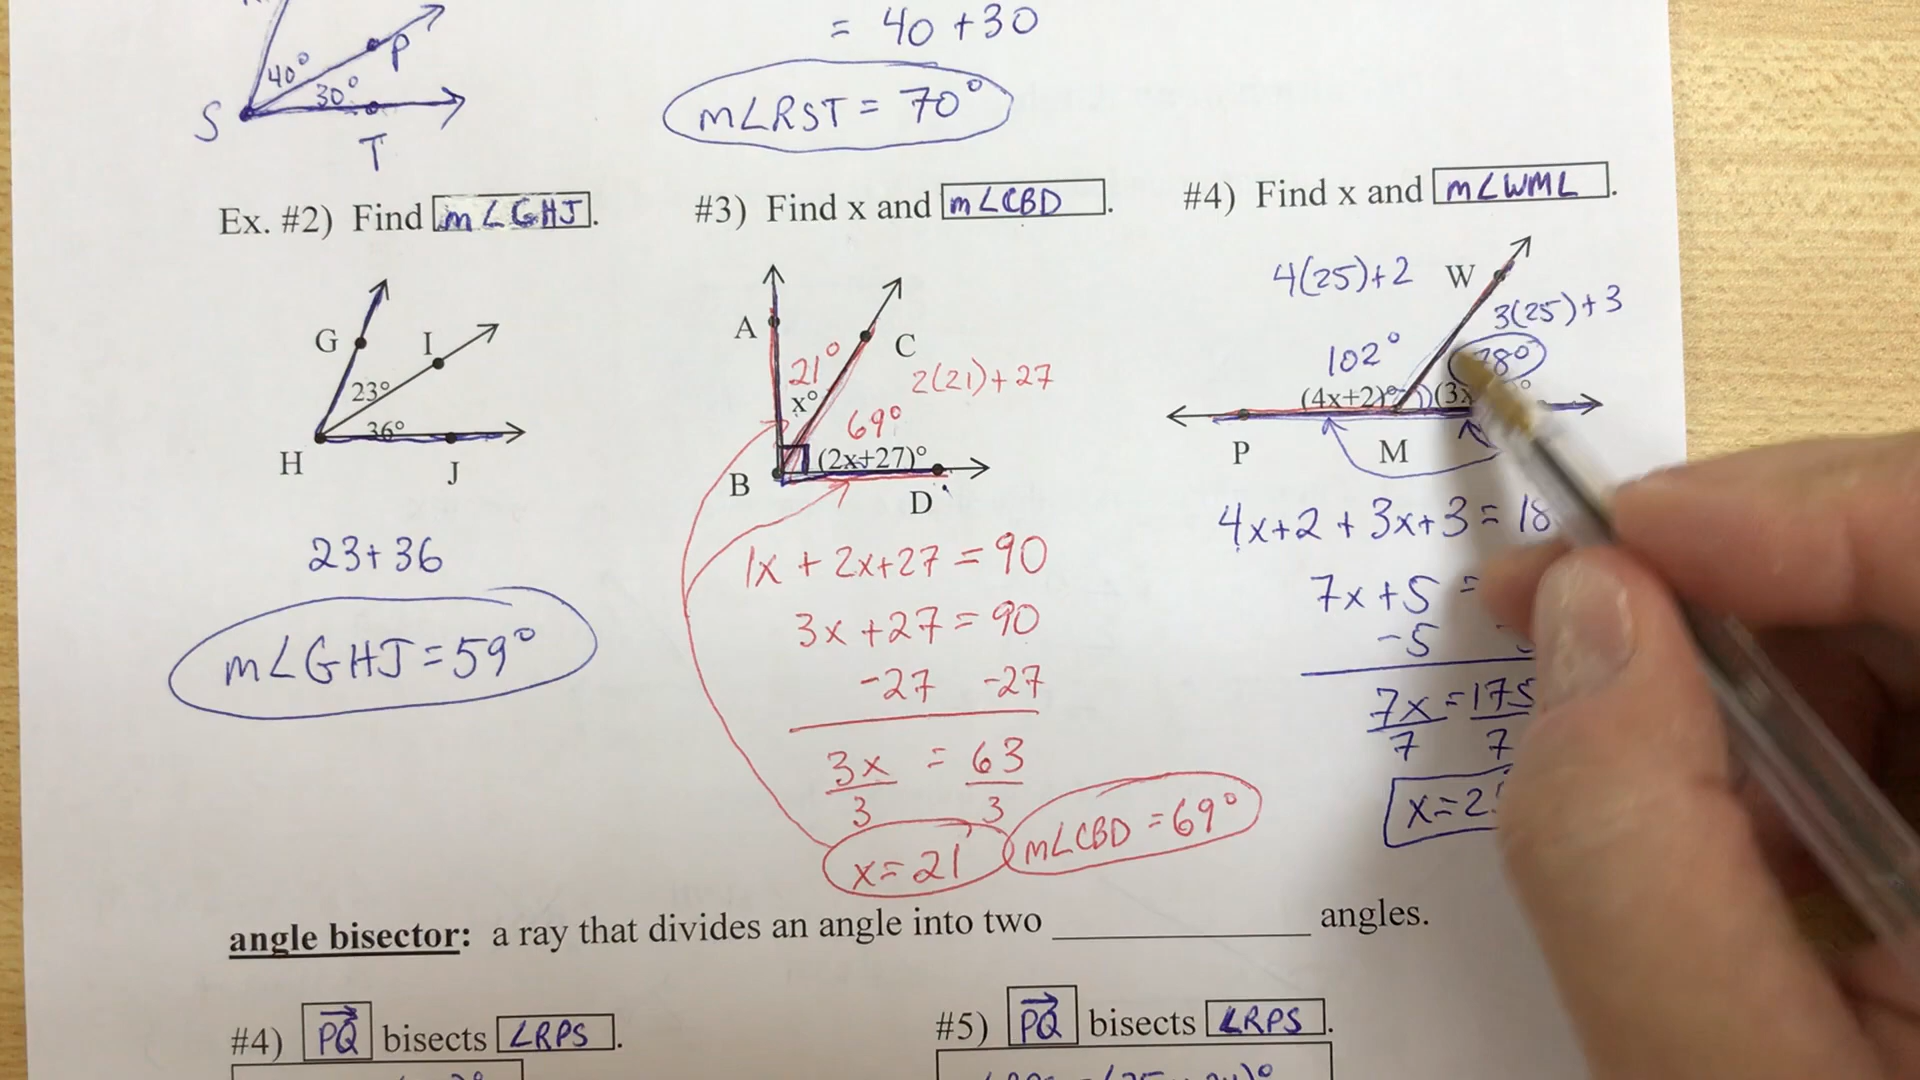 = 40 + 30
40°
P
30°
S
T
m∠RST = 70°
Ex. #2) Find m∠GHJ.
#3) Find x and m∠CBD.
#4) Find x and m∠WML.
G
I
23°
36°
H
J
23 + 36
m∠GHJ = 59°
A
C
21°
x°
2(21) + 27
69°
(2x+27)°
B
D
1x + 2x+27 = 90
3x + 27 = 90
-27 -27
3x = 63
3 3
x = 21
m∠CBD = 69°
4(25)+2
W
3(25)+3
102°
78°
(4x+2)°
(3x
P
M
4x+2 + 3x+3 = 18
7x + 5 =
-5
7x = 175
7 7
x=2
angle bisector: a ray that divides an angle into two ____________ angles.
#4) PQ bisects ∠RPS.
#5) PQ bisects ∠RPS.